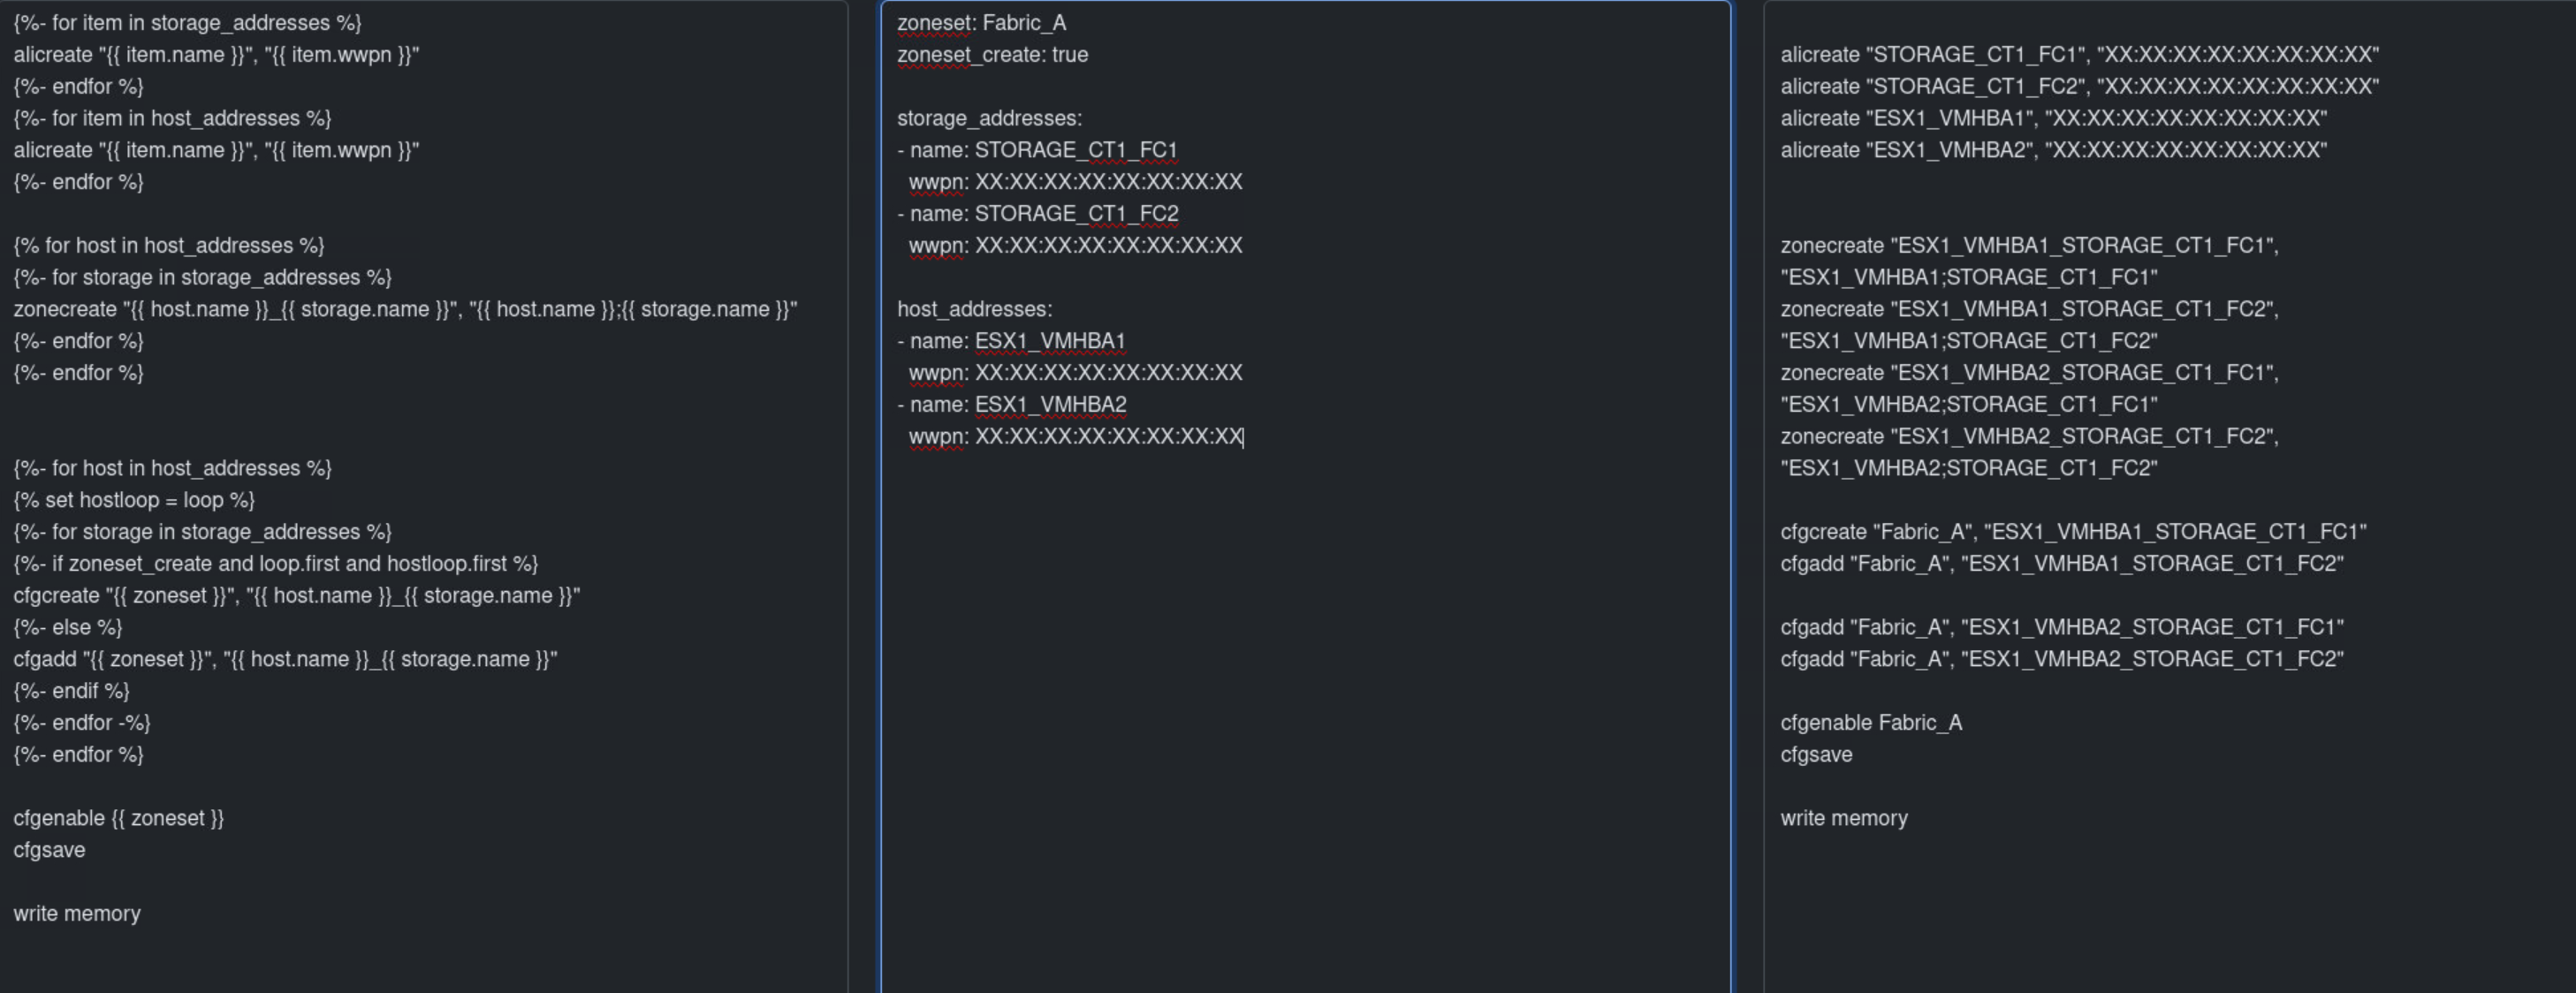 {%- for item in storage_addresses %}
alicreate "{{ item.name }}", "{{ item.wwpn }}"
{%- endfor %}
{%- for item in host_addresses %}
alicreate "{{ item.name }}", "{{ item.wwpn }}"
{%- endfor %}
{% for host in host_addresses %}
{%- for storage in storage_addresses %}
zonecreate "{{ host.name }}_{{ storage.name }}", "{{ host.name }};{{ storage.name }}"
{%- endfor %}
{%- endfor %}
{%- for host in host_addresses %}
{% set hostloop = loop %}
{%- for storage in storage_addresses %}
{%- if zoneset_create and loop.first and hostloop.first %}
cfgcreate "{{ zoneset }}", "{{ host.name }}_{{ storage.name }}"
{%- else %}
cfgadd "{{ zoneset }}", "{{ host.name }}_{{ storage.name }}"
{%- endif %}
{%- endfor -%}
{%- endfor %}
cfgenable {{ zoneset }}
cfgsave
write memory
zoneset: Fabric_A
zoneset_create: true
storage_addresses:
- name: STORAGE_CT1_FC1
  wwpn: XX:XX:XX:XX:XX:XX:XX:XX
- name: STORAGE_CT1_FC2
  wwpn: XX:XX:XX:XX:XX:XX:XX:XX
host_addresses:
- name: ESX1_VMHBA1
  wwpn: XX:XX:XX:XX:XX:XX:XX:XX
- name: ESX1_VMHBA2
  wwpn: XX:XX:XX:XX:XX:XX:XX:XX
alicreate "STORAGE_CT1_FC1", "XX:XX:XX:XX:XX:XX:XX:XX"
alicreate "STORAGE_CT1_FC2", "XX:XX:XX:XX:XX:XX:XX:XX"
alicreate "ESX1_VMHBA1", "XX:XX:XX:XX:XX:XX:XX:XX"
alicreate "ESX1_VMHBA2", "XX:XX:XX:XX:XX:XX:XX:XX"
zonecreate "ESX1_VMHBA1_STORAGE_CT1_FC1",
"ESX1_VMHBA1;STORAGE_CT1_FC1"
zonecreate "ESX1_VMHBA1_STORAGE_CT1_FC2",
"ESX1_VMHBA1;STORAGE_CT1_FC2"
zonecreate "ESX1_VMHBA2_STORAGE_CT1_FC1",
"ESX1_VMHBA2;STORAGE_CT1_FC1"
zonecreate "ESX1_VMHBA2_STORAGE_CT1_FC2",
"ESX1_VMHBA2;STORAGE_CT1_FC2"
cfgcreate "Fabric_A", "ESX1_VMHBA1_STORAGE_CT1_FC1"
cfgadd "Fabric_A", "ESX1_VMHBA1_STORAGE_CT1_FC2"
cfgadd "Fabric_A", "ESX1_VMHBA2_STORAGE_CT1_FC1"
cfgadd "Fabric_A", "ESX1_VMHBA2_STORAGE_CT1_FC2"
cfgenable Fabric_A
cfgsave
write memory